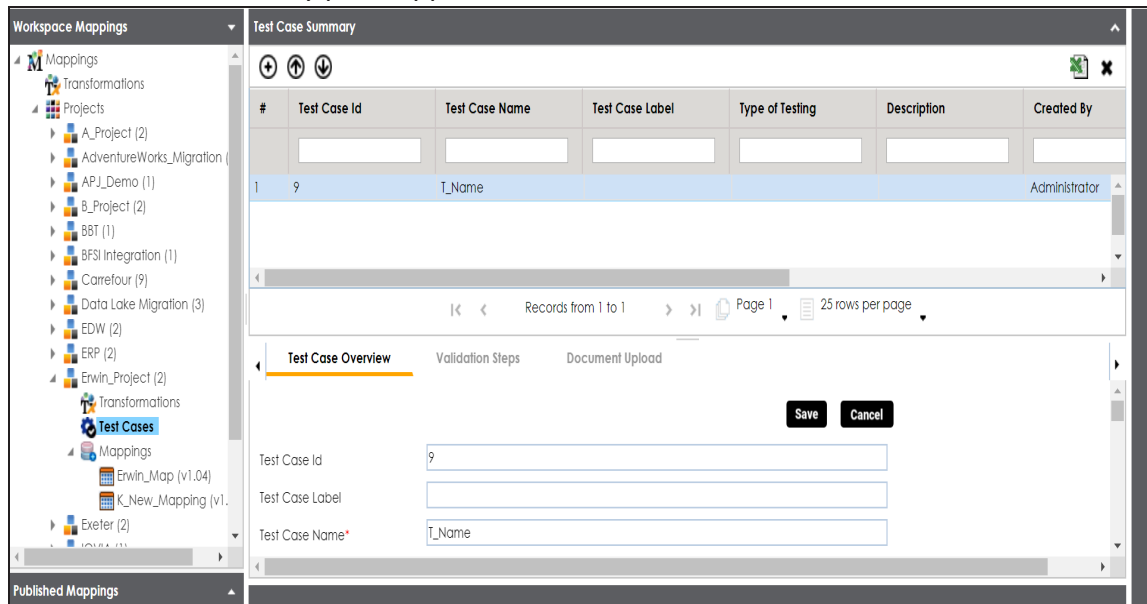 Workspace Mappings
Mappings
Transformations
Projects
A_Project (2)
AdventureWorks_Migration (
APJ_Demo (1)
B_Project (2)
BBT (1)
BFSI Integration (1)
Carrefour (9)
Data Lake Migration (3)
EDW (2)
ERP (2)
Erwin_Project (2)
Transformations
Test Cases
Mappings
Erwin_Map (v1.04)
K_New_Mapping (v1.
Exeter (2)
Published Mappings
Test Case Summary
# Test Case Id Test Case Name Test Case Label Type of Testing Description Created By
1 9 T_Name Administrator
Records from 1 to 1 Page 1 25 rows per page
Test Case Overview Validation Steps Document Upload
Save Cancel
Test Case Id 9
Test Case Label
Test Case Name* T_Name